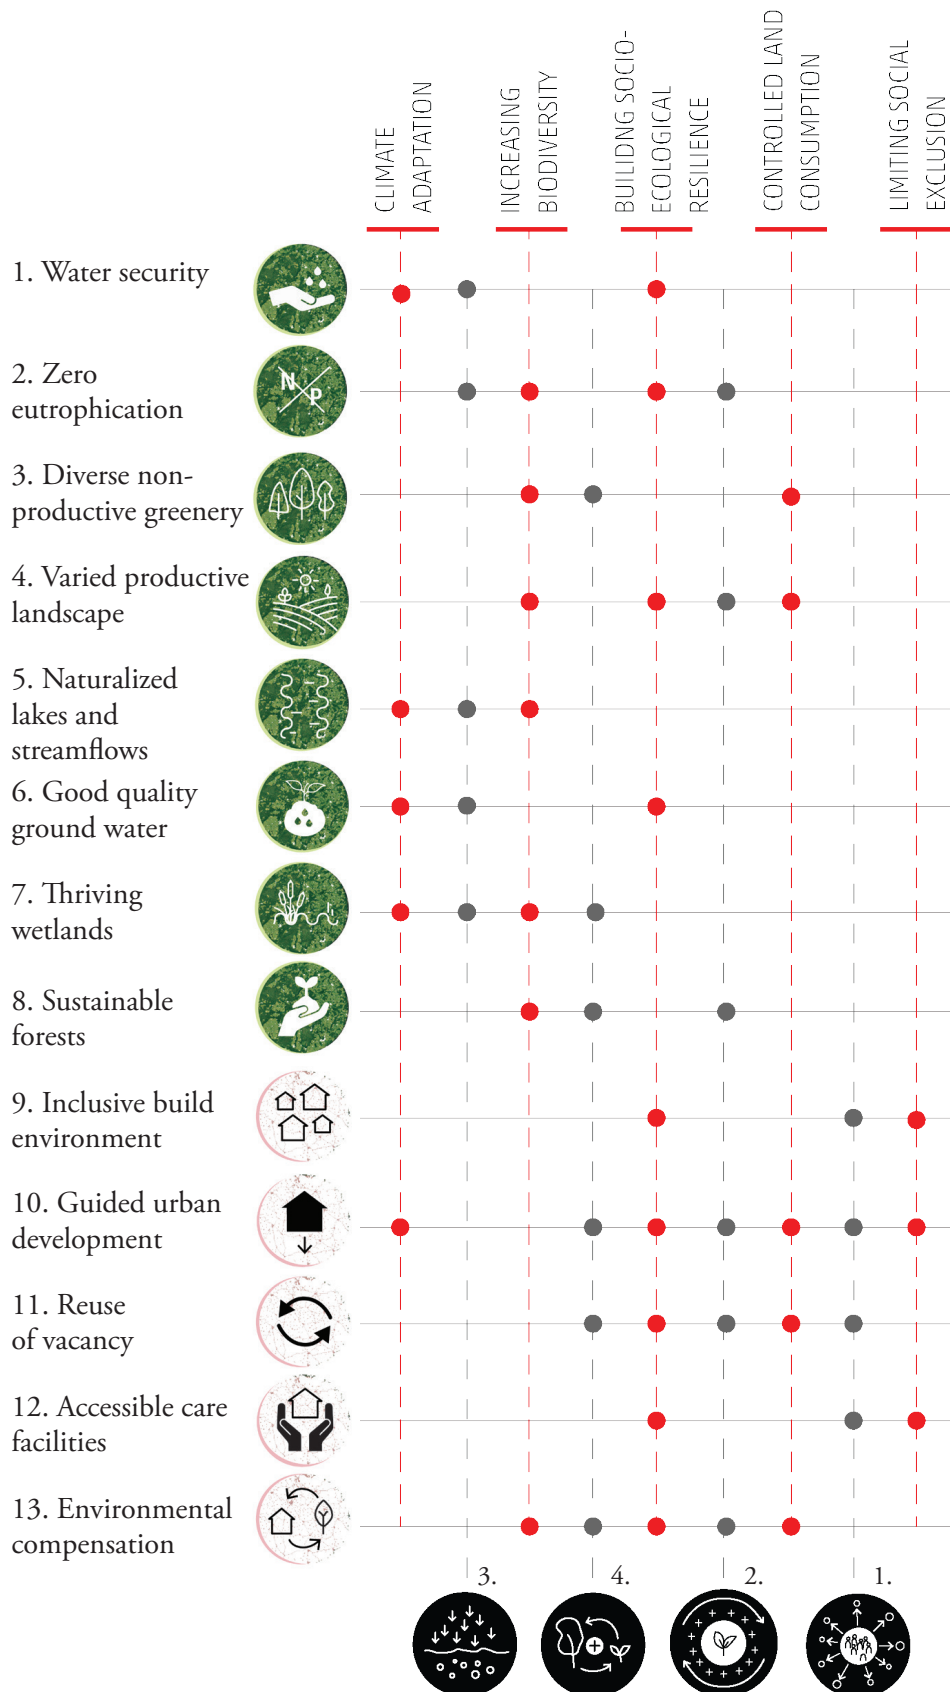 CLIMATE
ADAPTATION
INCREASING
BIODIVERSITY
BUILIDNG SOCIO-
ECOLOGICAL
RESILIENCE
CONTROLLED LAND
CONSUMPTION
LIMITING SOCIAL
EXCLUSION
1. Water security
2. Zero
eutrophication
N
P
3. Diverse non-
productive greenery
4. Varied productive
landscape
5. Naturalized
lakes and
streamflows
6. Good quality
ground water
7. Thriving
wetlands
8. Sustainable
forests
9. Inclusive build
environment
10. Guided urban
development
11. Reuse
of vacancy
12. Accessible care
facilities
13. Environmental
compensation
3.
4.
2.
1.